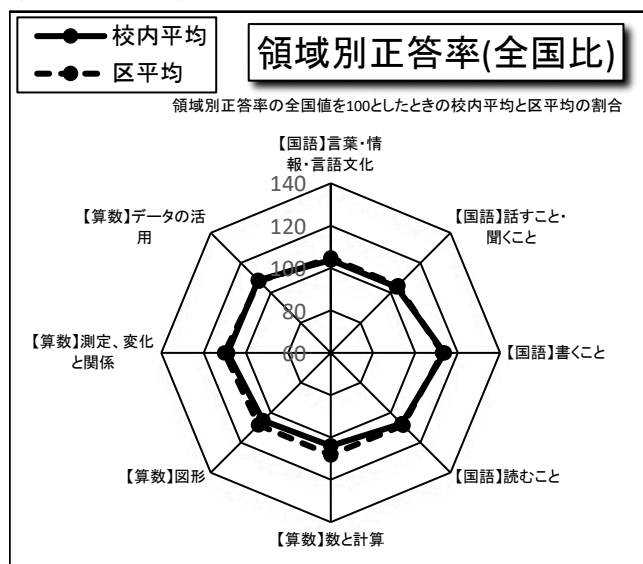 校内平均
区平均
領域別正答率(全国比)
領域別正答率の全国値を100としたときの校内平均と区平均の割合
【国語】言葉・情
報・言語文化
【国語】話すこと・
聞くこと
【国語】書くこと
【国語】読むこと
【算数】数と計算
【算数】図形
【算数】測定、変化
と関係
【算数】データの活
用
140
120
100
80
60